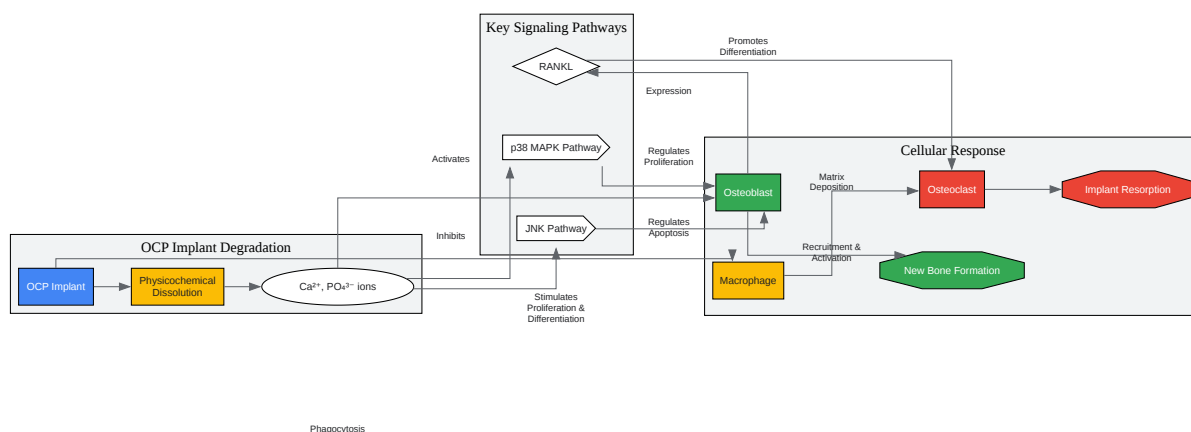 Key Signaling Pathways
RANKL
Promotes
Differentiation
Expression
p38 MAPK Pathway
Activates
Regulates
Proliferation
Cellular Response
Osteoblast
Matrix
Deposition
Osteoclast
Implant Resorption
JNK Pathway
Regulates
Apoptosis
Inhibits
OCP Implant Degradation
Recruitment &
Activation
New Bone Formation
OCP Implant
Physicochemical
Dissolution
Ca²⁺, PO₄³⁻ ions
Macrophage
Stimulates
Proliferation &
Differentiation
Phagocytosis